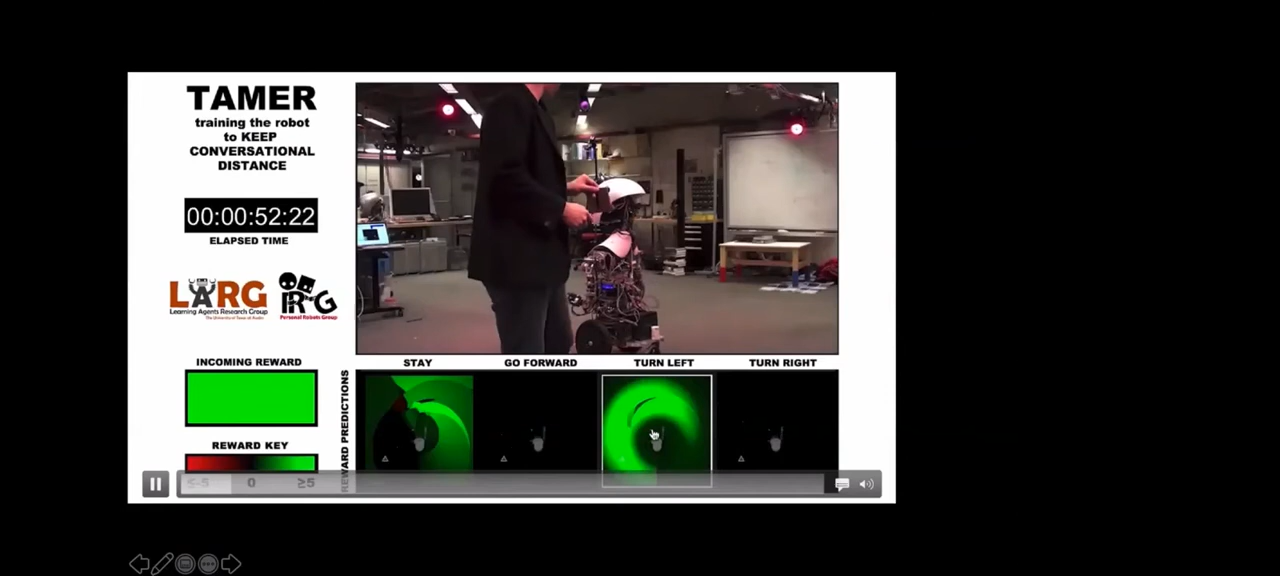 TAMER
training the robot
to KEEP
CONVERSATIONAL
DISTANCE
00:00:52:22
ELAPSED TIME
LARG
Learning Agents Research Group
PRG
Personal Robots Group
INCOMING REWARD
REWARD KEY
≤-5 0 ≥5
STAY GO FORWARD TURN LEFT TURN RIGHT
REWARD PREDICTIONS